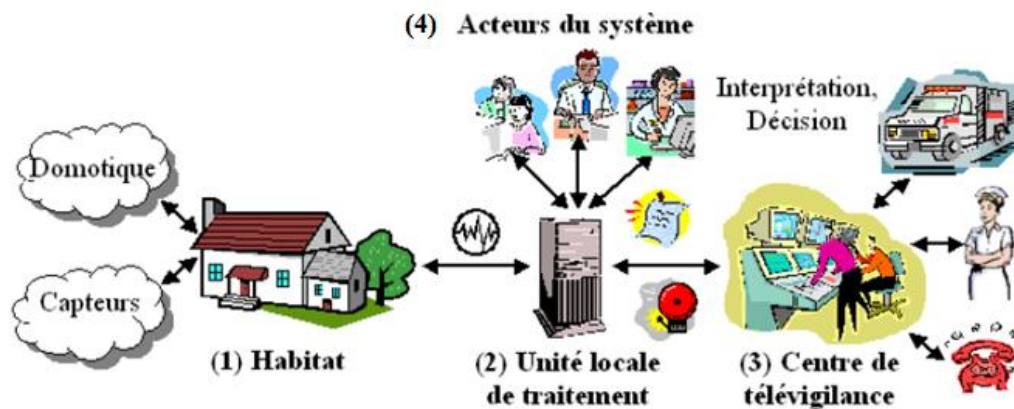 (4) Acteurs du système
Interprétation,
Décision
Domotique
Capteurs
(1) Habitat
(2) Unité locale
de traitement
(3) Centre de
télévigilance